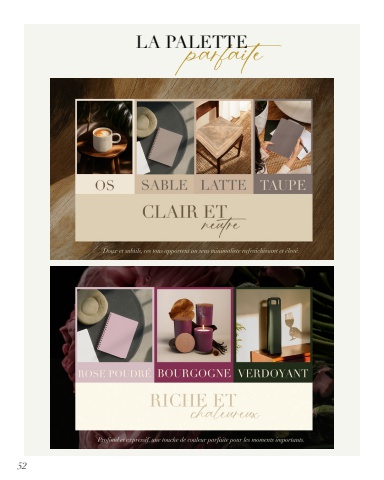 LA PALETTE
parfaite
OS SABLE LATTE TAUPE
CLAIR ET
neutre
Doux et subtils, ces tons apportent un sens minimaliste rafraîchissant et élevé.
ROSE POUDRÉ BOURGOGNE VERDOYANT
RICHE ET
chaleureux
Profond et expressif, une touche de couleur parfaite pour les moments importants.
52